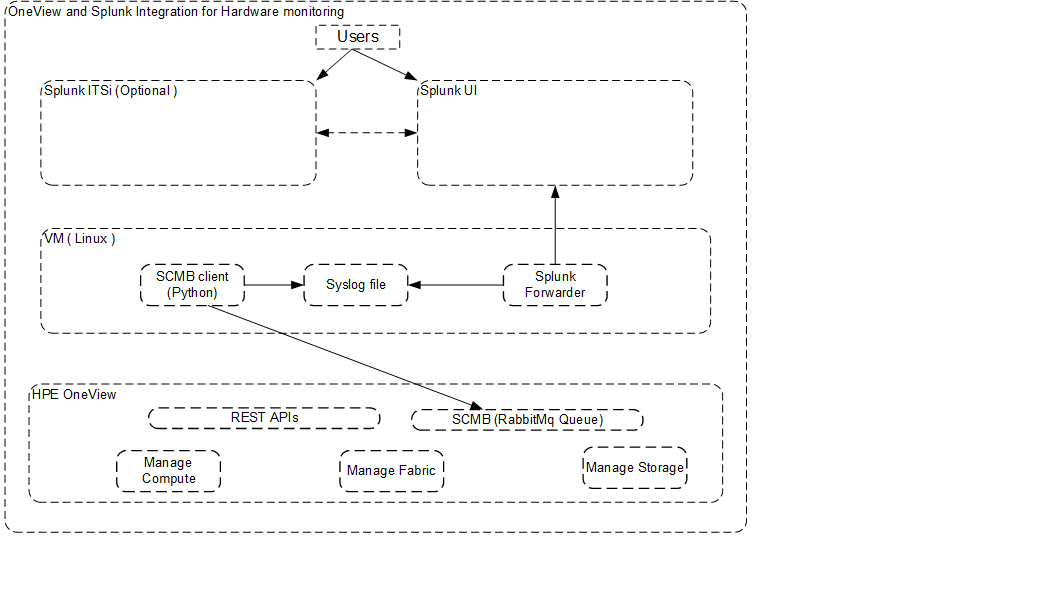 OneView and Splunk Integration for Hardware monitoring
Users
Splunk ITSi (Optional )
Splunk UI
VM ( Linux )
SCMB client
(Python)
Syslog file
Splunk
Forwarder
HPE OneView
REST APIs
SCMB (RabbitMq Queue)
Manage
Compute
Manage Fabric
Manage Storage